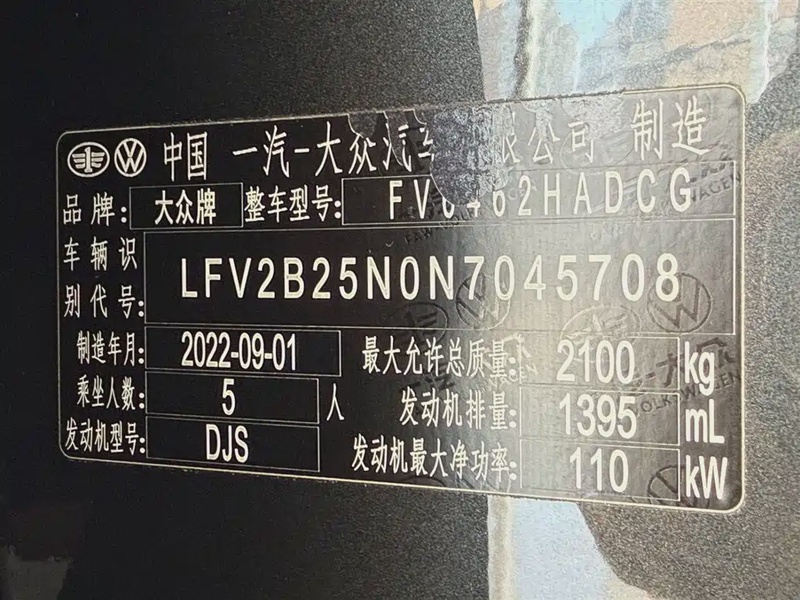 中国 一汽-大众汽车有限公司 制造
品牌: 大众牌 整车型号: FV6462HADCG
车辆识别代号: LFV2B25N0N7045708
制造年月: 2022-09-01 最大允许总质量: 2100 kg
乘坐人数: 5 人 发动机排量: 1395 mL
发动机型号: DJS 发动机最大净功率: 110 kW